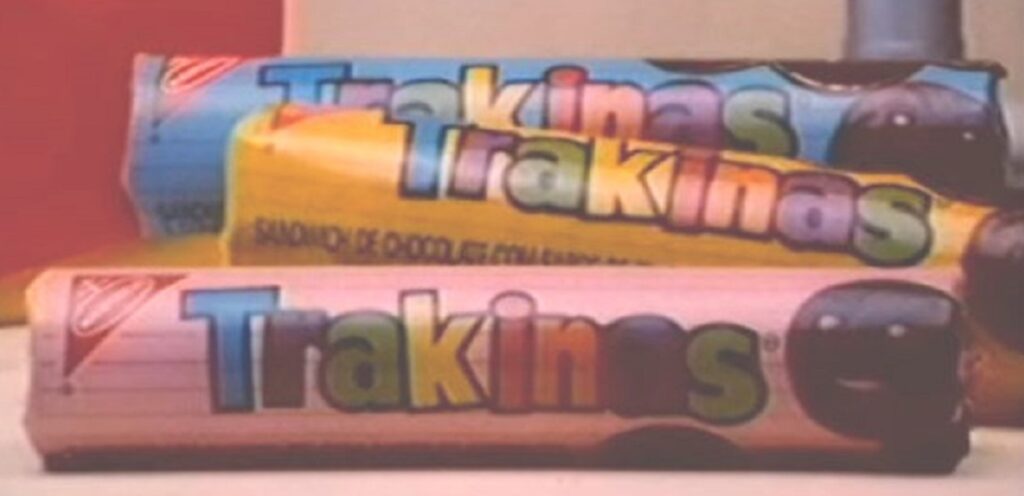 Trakinas
Trakinas
SANDWICH DE CHOCOLATE COM
Trakinas®